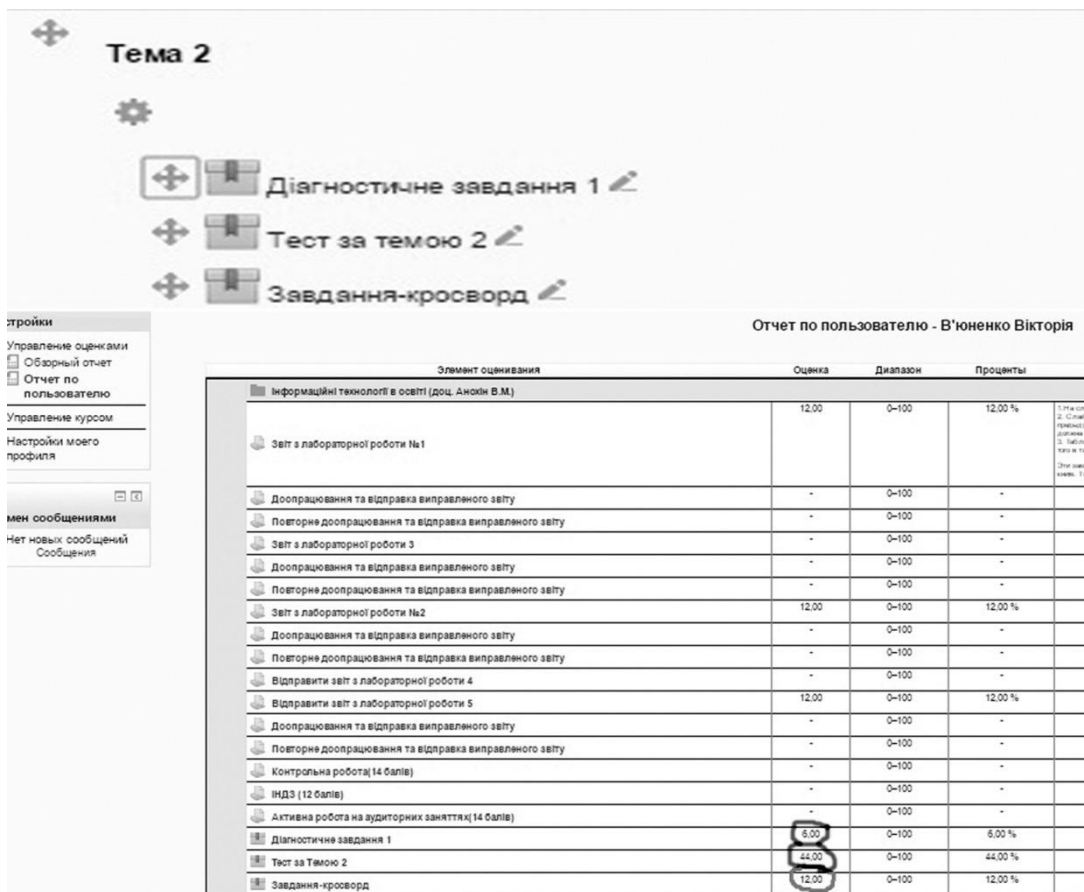 Тема 2
Діагностичне завдання 1
Тест за темою 2
Завдання-кросворд
стройки
Управление оценками
Обзорный отчет
Отчет по
пользователю
Управление курсом
Настройки моего
профиля
мен сообщениями
Нет новых сообщений
Сообщения
Отчет по пользователю - В'юненко Вікторія
Элемент оценивания Оценка Диапазон Проценты
Інформаційні технології в освіті (доц. Анохін В.М.)
Звіт з лабораторної роботи №1 12,00 0–100 12,00 %
Доопрацювання та відправка виправленого звіту - 0–100 -
Повторне доопрацювання та відправка виправленого звіту - 0–100 -
Звіт з лабораторної роботи 3 - 0–100 -
Доопрацювання та відправка виправленого звіту - 0–100 -
Повторне доопрацювання та відправка виправленого звіту - 0–100 -
Звіт з лабораторної роботи №2 12,00 0–100 12,00 %
Доопрацювання та відправка виправленого звіту - 0–100 -
Повторне доопрацювання та відправка виправленого звіту - 0–100 -
Відправити звіт з лабораторної роботи 4 - 0–100 -
Відправити звіт з лабораторної роботи 5 12,00 0–100 12,00 %
Доопрацювання та відправка виправленого звіту - 0–100 -
Повторне доопрацювання та відправка виправленого звіту - 0–100 -
Контрольна робота(14 балів) - 0–100 -
ІНДЗ (12 балів) - 0–100 -
Активна робота на аудиторних заняттях(14 балів) - 0–100 -
Діагностичне завдання 1 6,00 0–100 6,00 %
Тест за Темою 2 44,00 0–100 44,00 %
Завдання-кросворд 12,00 0–100 12,00 %